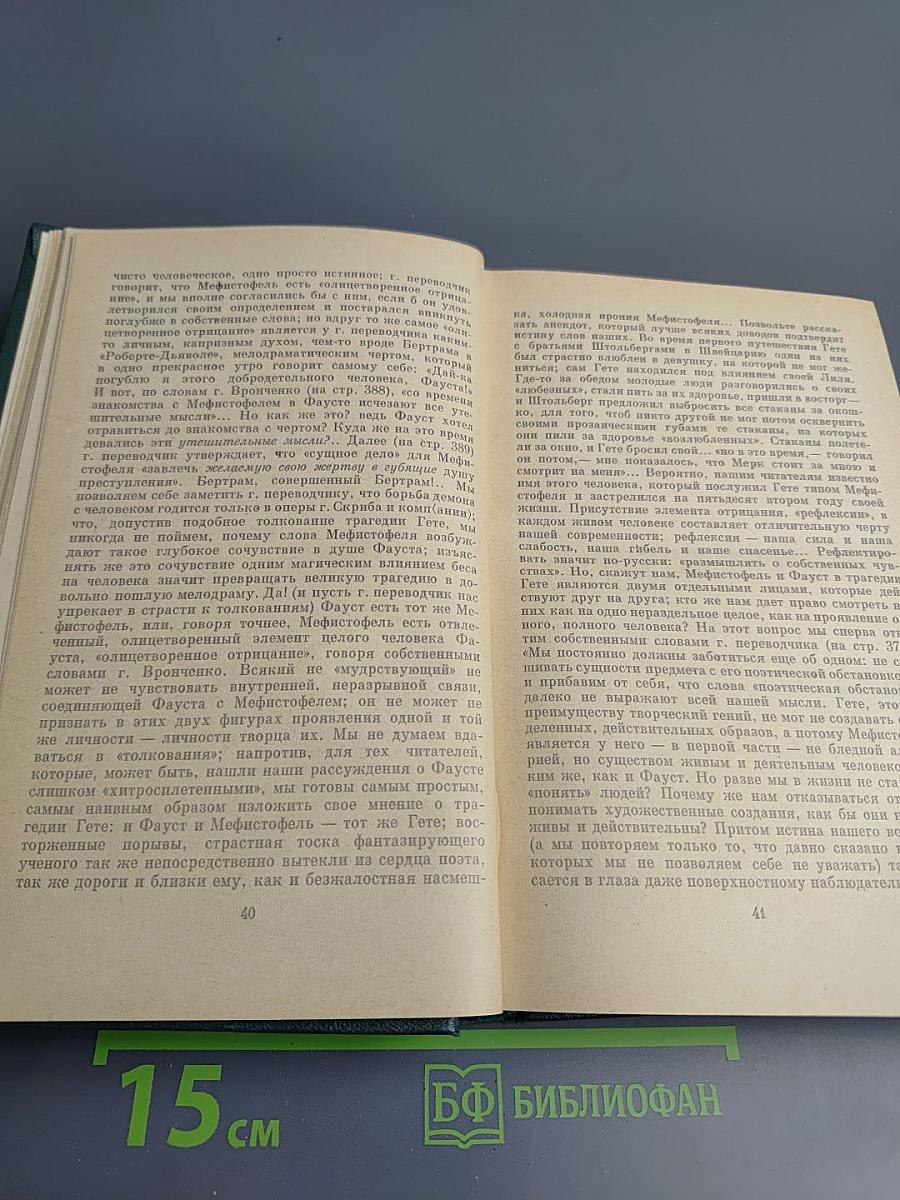 чисто человеческое, одно просто истинное; г. переводчик
говорит, что Мефистофель есть «олицетворенное отрица-
ние», и мы вполне согласились бы с ним, если б он удов-
летворился своим определением и постарался вникнуть
поглубже в собственные слова; но вдруг то же самое «оли-
цетворенное отрицание» является у г. переводчика каким-
то личным, капризным духом, чем-то вроде Бертрама в
«Роберте-Дьяволе», мелодраматическим чертом, который
в одно прекрасное утро говорит самому себе: «Дай-ка
погублю я этого добродетельного человека, Фауста!»
И вот, по словам г. Вронченко (на стр. 388), «со времени
знакомства с Мефистофелем в Фаусте исчезают все уте-
шительные мысли»... Но как же это? ведь Фауст хотел
отравиться до знакомства с чертом? Куда же на это время
девались эти утешительные мысли?.. Далее (на стр. 389)
г. переводчик утверждает, что «сущное дело» для Мефи-
стофеля «завлечь желаемую свою жертву в губящие душу
преступления». Бертрам, совершенный Бертрам!.. Мы
позволяем себе заметить г. переводчику, что борьба демона
с человеком годится только в оперы г. Скриба и комп(ании);
что, допустив подобное толкование трагедии Гете, мы
никогда не поймем, почему слова Мефистофеля возбуж-
дают такое глубокое сочувствие в душе Фауста; изъяс-
нять же это сочувствие одним магическим влиянием беса
на человека значит превращать великую трагедию в до-
вольно пошлую мелодраму. Да! (и пусть г. переводчик нас
упрекает в страсти к толкованиям) Фауст есть тот же Ме-
фистофель, или, говоря точнее, Мефистофель есть отвле-
ченный, олицетворенный элемент целого человека Фа-
уста, «олицетворенное отрицание», говоря собственными
словами г. Вронченко. Всякий не «мудрствующий» не
может не чувствовать внутренней, неразрывной связи,
соединяющей Фауста с Мефистофелем; он не может не
признать в этих двух фигурах проявления одной и той
же личности — личности творца их. Мы не думаем вда-
ваться в «толкования»; напротив, для тех читателей,
которые, может быть, нашли наши рассуждения о Фаусте
слишком «хитросплетенными», мы готовы самым простым,
самым наивным образом изложить свое мнение о тра-
гедии Гете: и Фауст и Мефистофель — тот же Гете; вос-
торженные порывы, страстная тоска фантазирующего
ученого так же непосредственно вытекли из сердца поэта,
так же дороги и близки ему, как и безжалостная насмеш-
40
ка, холодная ирония Мефистофеля... Позвольте расска-
зать анекдот, который лучше всяких доводов подтвердит
истину слов наших. Во время первого путешествия Гете
с братьями Штольбергами в Швейцарию один из них
был страстно влюблен в девушку, на которой не мог же-
ниться; сам Гете находился под влиянием своей Лили.
Где-то за обедом молодые люди разговорились о своих
«любезных», стали пить за их здоровье, пришли в восторг —
и Штольберг предложил выбросить все стаканы за окош-
ко, для того, чтоб никто другой не мог потом осквернить
своими прозаическими губами те стаканы, из которых
они пили за здоровье «возлюбленных». Стаканы полете-
ли за окно, и Гете бросил свой... «но в это время,— говорил
он потом,— мне показалось, что Мерк стоит за мною и
смотрит на меня»... Вероятно, нашим читателям известно
имя этого человека, который послужил Гете типом Мефи-
стофеля и застрелился на пятьдесят втором году своей
жизни. Присутствие элемента отрицания, «рефлексии», в
каждом живом человеке составляет отличительную черту
нашей современности; рефлексия — наша сила и наша
слабость, наша гибель и наше спасенье... Рефлектиро-
вать значит по-русски: «размышлять о собственных чув-
ствах». Но, скажут нам, Мефистофель и Фауст в трагедии
Гете являются двумя отдельными лицами, которые дей
ствуют друг на друга; кто же нам дает право смотреть н
них как на одно нераздельное целое, как на проявление о
ного, полного человека? На этот вопрос мы сперва от
тим собственными словами г. переводчика (на стр. 37
«Мы постоянно должны заботиться еще об одном: не с
шивать сущности предмета с его поэтической обстановко
и прибавим от себя, что слова «поэтическая обстанов
далеко не выражают всей нашей мысли. Гете, этот
преимуществу творческий гений, не мог не создавать о
деленных, действительных образов, а потому Мефисто
является у него — в первой части — не бледной ал
рией, но существом живым и деятельным человеко
ким же, как и Фауст. Но разве мы в жизни не ста
«понять» людей? Почему же нам отказываться от
понимать художественные создания, как бы они н
живы и действительны? Притом истина нашего во
(а мы повторяем только то, что давно сказано
которых мы не позволяем себе не уважать) та
сается в глаза даже поверхностному наблюдател
41
15 см
БФ БИБЛИОФАН